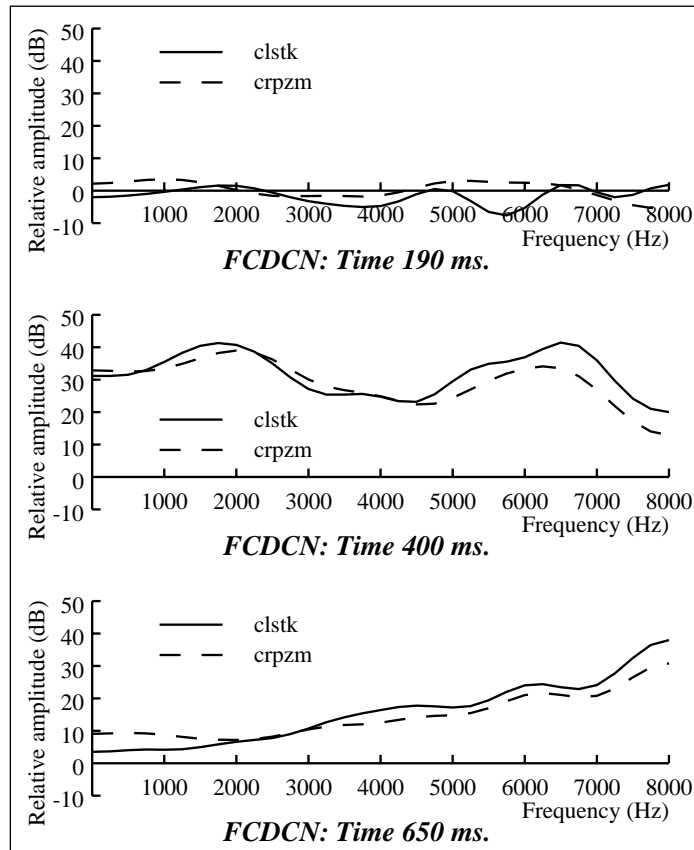 Relative amplitude (dB)
50
40
30
20
10
0
-10
clstk
crpzm
1000 2000 3000 4000 5000 6000 7000 8000
Frequency (Hz)
FCDCN: Time 190 ms.
Relative amplitude (dB)
50
40
30
20
10
0
-10
clstk
crpzm
1000 2000 3000 4000 5000 6000 7000 8000
Frequency (Hz)
FCDCN: Time 400 ms.
Relative amplitude (dB)
50
40
30
20
10
0
-10
clstk
crpzm
1000 2000 3000 4000 5000 6000 7000 8000
Frequency (Hz)
FCDCN: Time 650 ms.